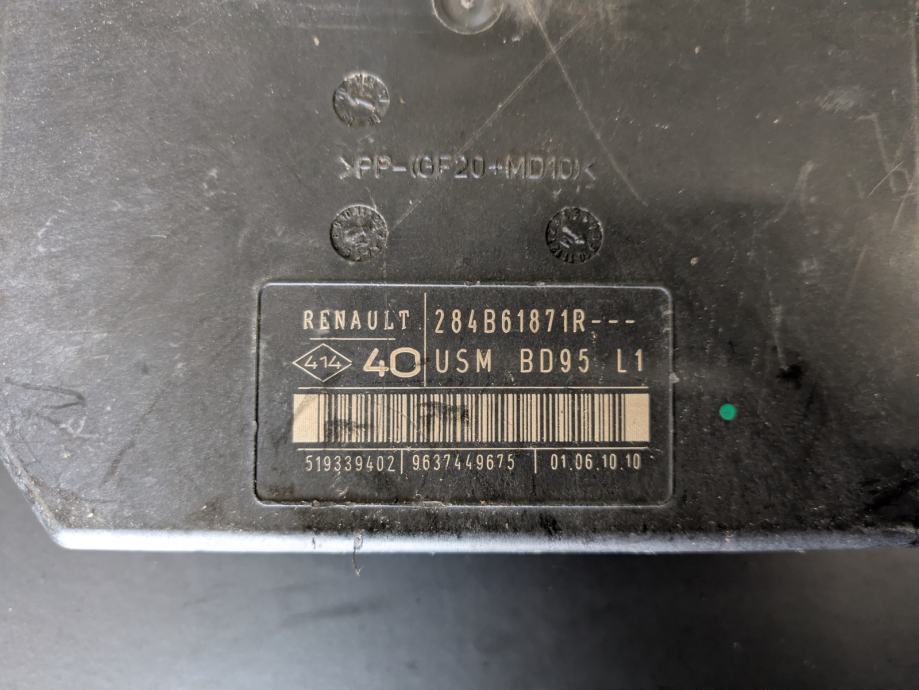 >PP-(GF20+MD10)<
RENAULT 284B61871R---
414 40 USM BD95 L1
519339402 9637449675 01.06.10.10